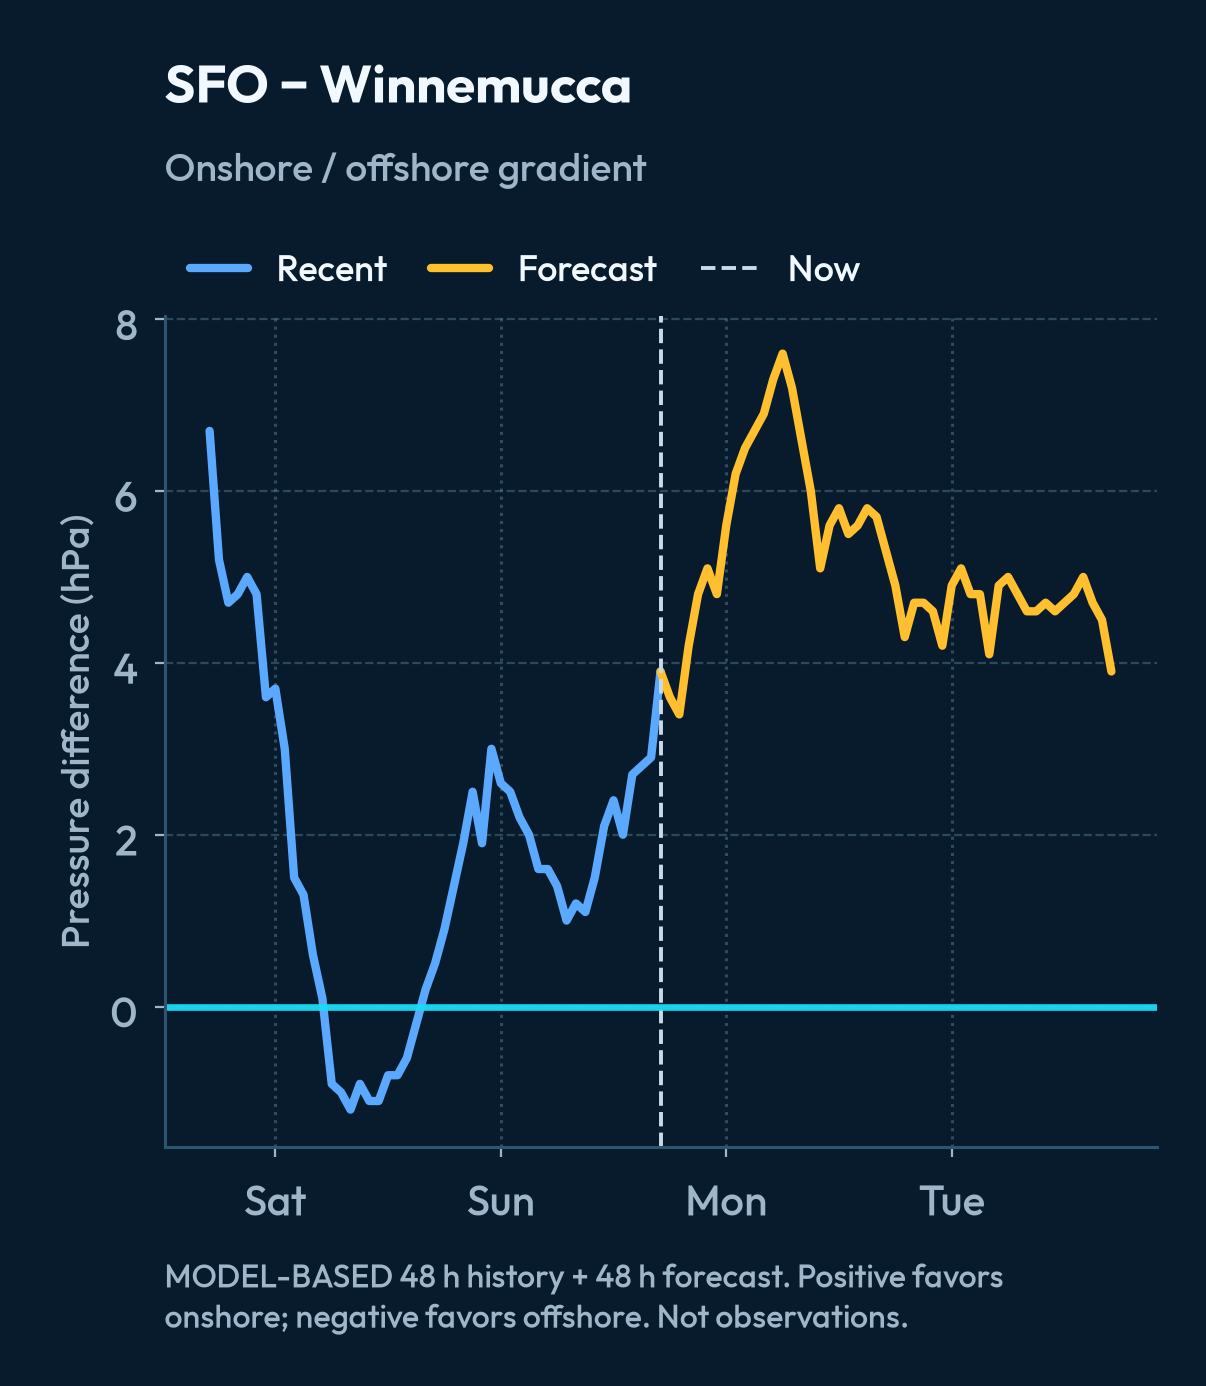 SFO – Winnemucca
Onshore / offshore gradient
Recent
Forecast
Now
Pressure difference (hPa)
8
6
4
2
0
Sat
Sun
Mon
Tue
MODEL-BASED 48 h history + 48 h forecast. Positive favors
onshore; negative favors offshore. Not observations.